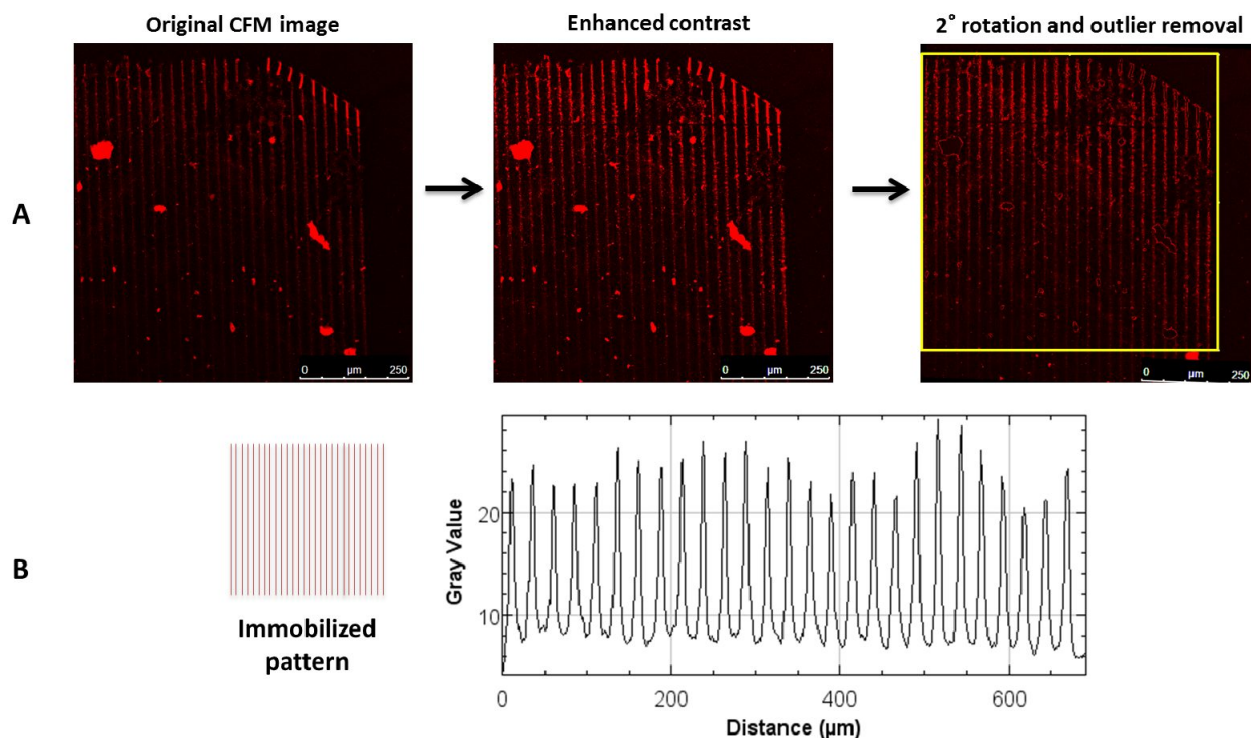 Original CFM image
Enhanced contrast
2° rotation and outlier removal
A
0 µm 250
0 µm 250
0 µm 250
B
Immobilized
pattern
Gray Value
20
10
0 200 400 600
Distance (µm)